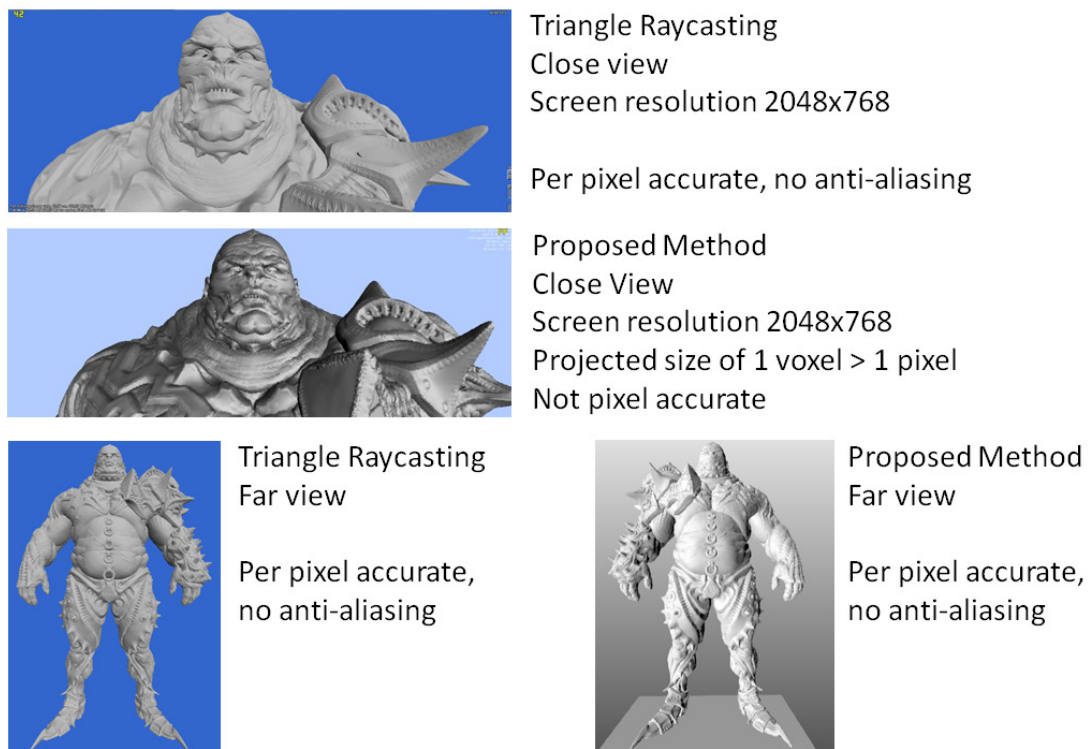 42
Triangle Raycasting
Close view
Screen resolution 2048x768
Per pixel accurate, no anti-aliasing
Proposed Method
Close View
Screen resolution 2048x768
Projected size of 1 voxel > 1 pixel
Not pixel accurate
Triangle Raycasting
Far view
Per pixel accurate,
no anti-aliasing
Proposed Method
Far view
Per pixel accurate,
no anti-aliasing